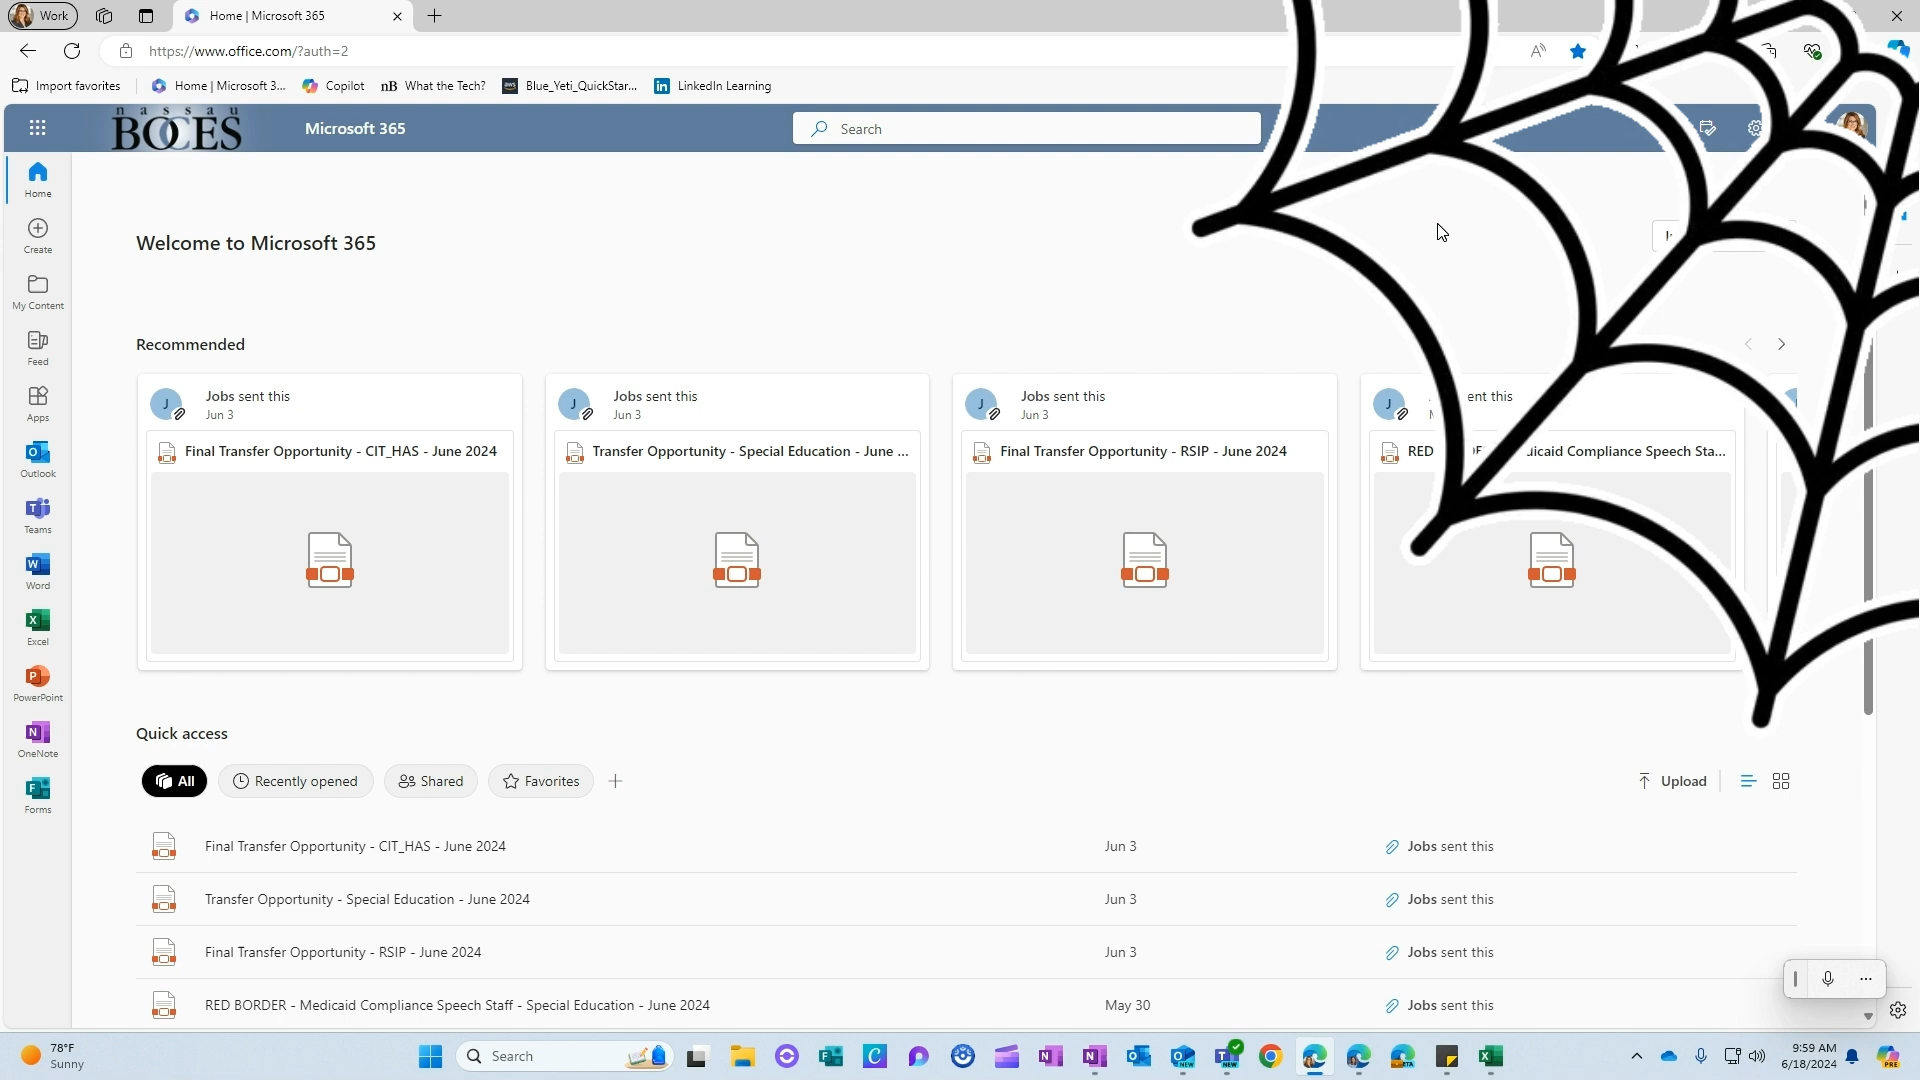 Work
Home | Microsoft 365
https://www.office.com/?auth=2
Import favorites
Home | Microsoft 3...
Copilot
nB What the Tech?
Blue_Yeti_QuickStar...
LinkedIn Learning
nassau
BOCES
Microsoft 365
Search
Home
Create
My Content
Feed
Apps
Outlook
Teams
Word
Excel
PowerPoint
OneNote
Forms
Welcome to Microsoft 365
Recommended
Jobs sent this
Jun 3
Final Transfer Opportunity - CIT_HAS - June 2024
Jobs sent this
Jun 3
Transfer Opportunity - Special Education - June ...
Jobs sent this
Jun 3
Final Transfer Opportunity - RSIP - June 2024
sent this
RED Compliance Speech Sta...
Quick access
All
Recently opened
Shared
Favorites
Upload
Final Transfer Opportunity - CIT_HAS - June 2024 Jun 3 Jobs sent this
Transfer Opportunity - Special Education - June 2024 Jun 3 Jobs sent this
Final Transfer Opportunity - RSIP - June 2024 Jun 3 Jobs sent this
RED BORDER - Medicaid Compliance Speech Staff - Special Education - June 2024 May 30 Jobs sent this
78°F
Sunny
Search
9:59 AM
6/18/2024